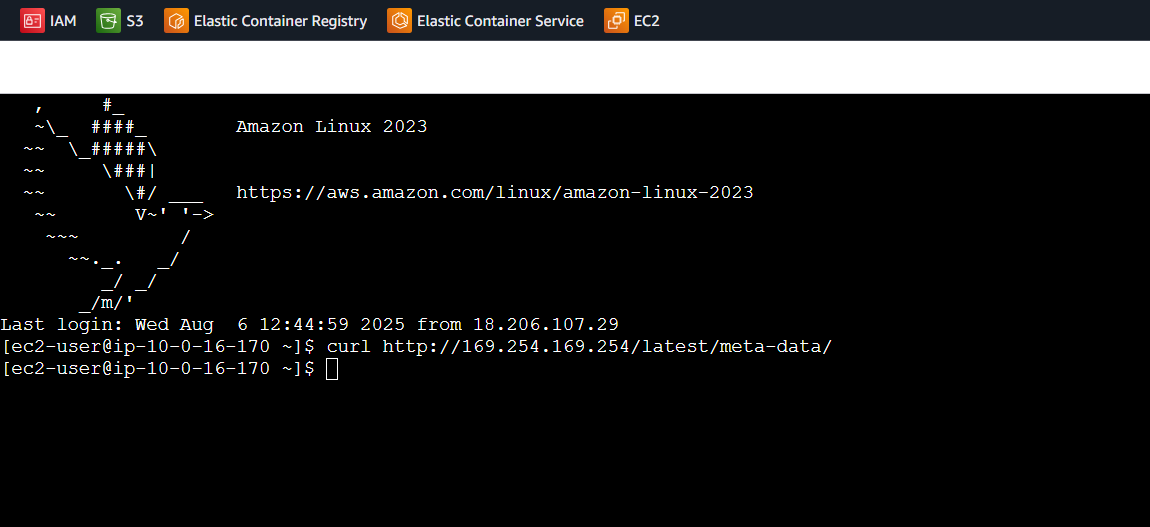 IAM S3 Elastic Container Registry Elastic Container Service EC2
   ,     #_
   ~\_  ####_        Amazon Linux 2023
  ~~  \_#####\
  ~~     \###|
  ~~       \#/ ___   https://aws.amazon.com/linux/amazon-linux-2023
   ~~       V~' '->
    ~~~         /
      ~~._.   _/
         _/ _/
       _/m/'
Last login: Wed Aug  6 12:44:59 2025 from 18.206.107.29
[ec2-user@ip-10-0-16-170 ~]$ curl http://169.254.169.254/latest/meta-data/
[ec2-user@ip-10-0-16-170 ~]$